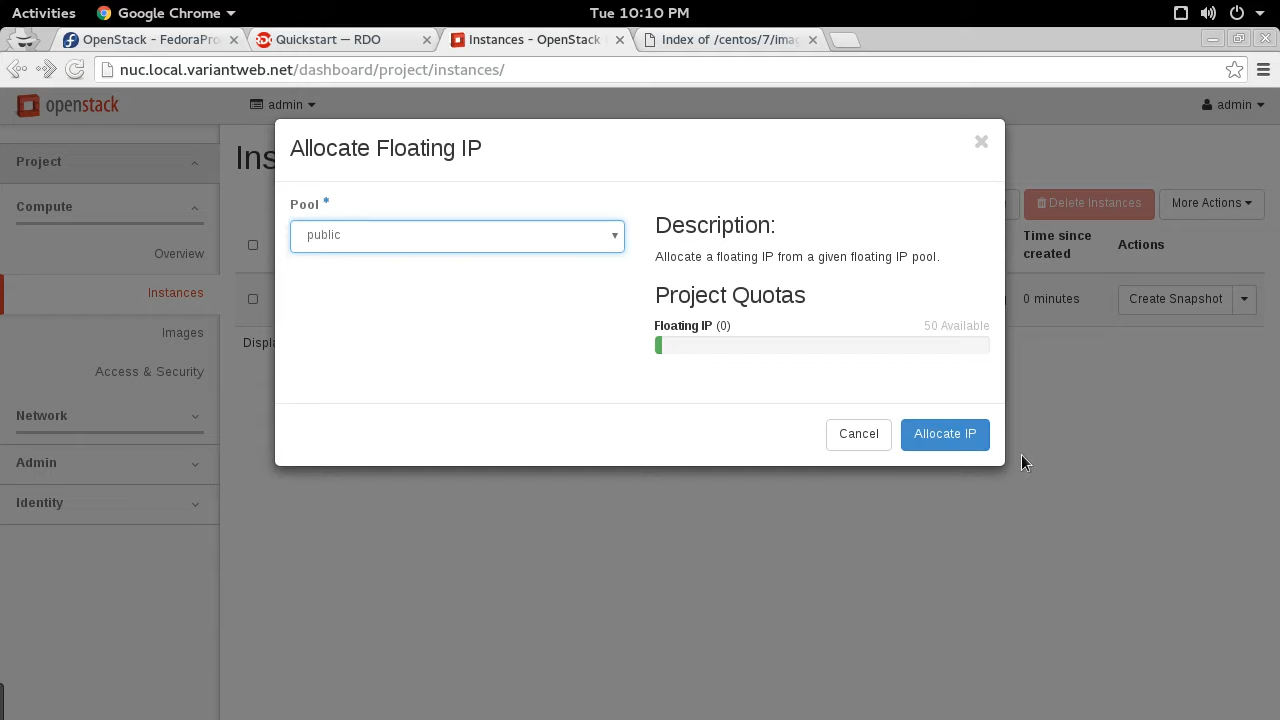 Activities Google Chrome Tue 10:10 PM
OpenStack - FedoraPro Quickstart — RDO Instances - OpenStack Index of /centos/7/ima
nuc.local.variantweb.net/dashboard/project/instances/
openstack admin admin
Allocate Floating IP
Project
Ins
Pool *
Compute
Delete Instances More Actions
Description:
public
Time since created Actions
Overview
Allocate a floating IP from a given floating IP pool.
Project Quotas
Instances
0 minutes Create Snapshot
Floating IP (0) 50 Available
Images
Displa
Access & Security
Network
Cancel Allocate IP
Admin
Identity